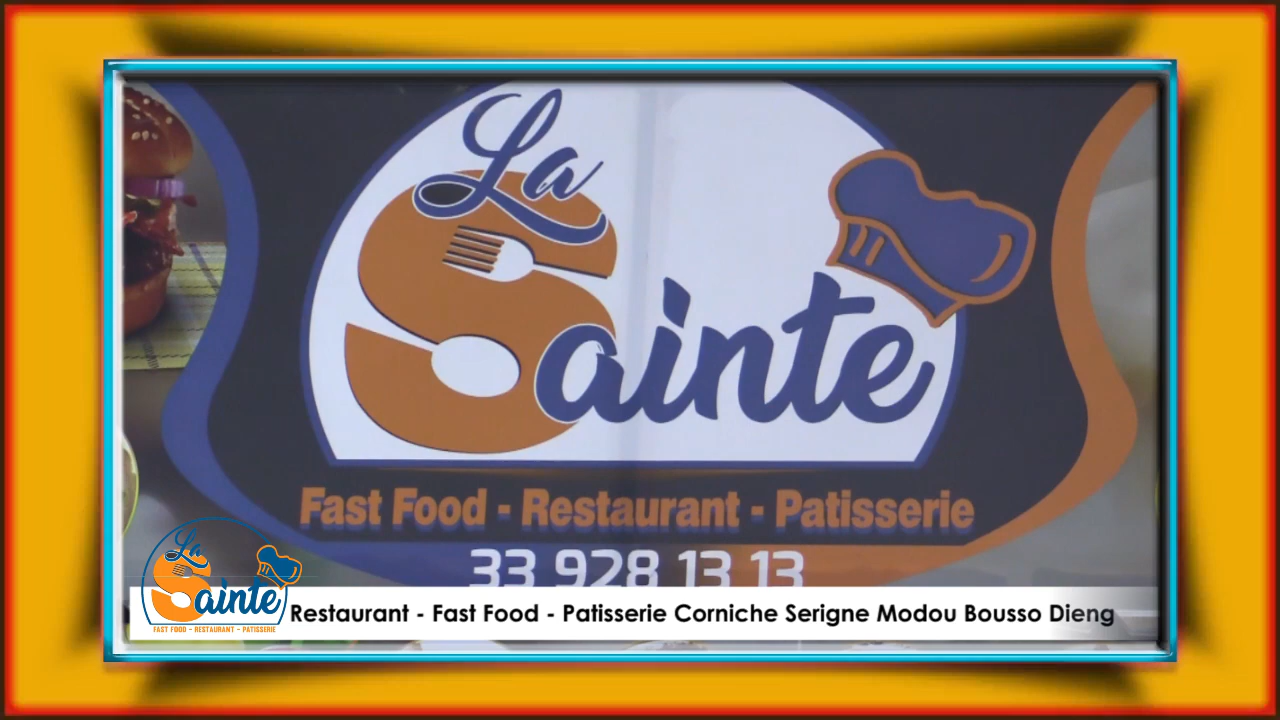 La
Sainte
Fast Food - Restaurant - Patisserie
33 928 13 13
La
Sainte
FAST FOOD - RESTAURANT - PATISSERIE
Restaurant - Fast Food - Patisserie Corniche Serigne Modou Bousso Dieng